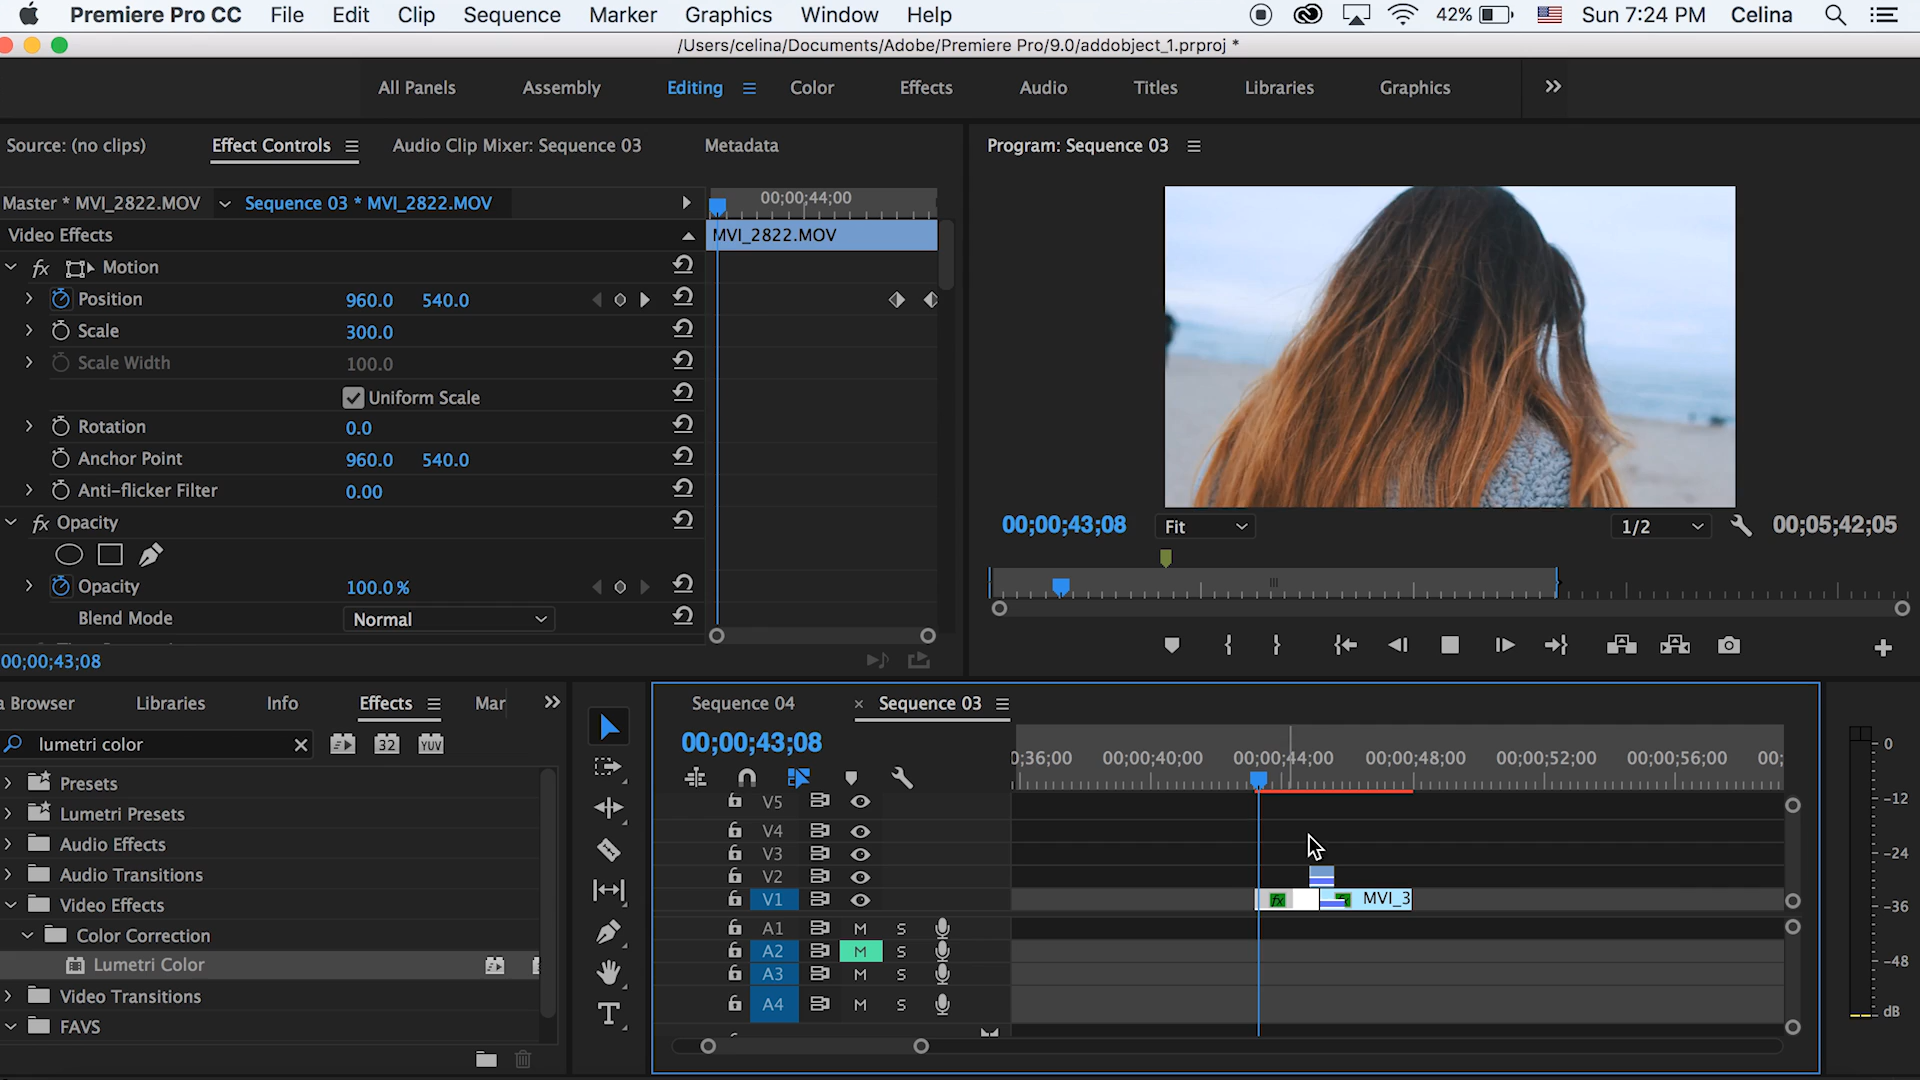 Premiere Pro CC File Edit Clip Sequence Marker Graphics Window Help 42% Sun 7:24 PM Celina
/Users/celina/Documents/Adobe/Premiere Pro/9.0/addobject_1.prproj *
All Panels Assembly Editing Color Effects Audio Titles Libraries Graphics
Source: (no clips) Effect Controls Audio Clip Mixer: Sequence 03 Metadata
Program: Sequence 03
Master * MVI_2822.MOV Sequence 03 * MVI_2822.MOV
00;00;44;00
Video Effects
MVI_2822.MOV
fx Motion
Position 960.0 540.0
Scale 300.0
Scale Width 100.0
Uniform Scale
Rotation 0.0
Anchor Point 960.0 540.0
Anti-flicker Filter 0.00
fx Opacity
Opacity 100.0 %
Blend Mode Normal
00;00;43;08
00;00;43;08 Fit 1/2 00;05;42;05
a Browser Libraries Info Effects Mar
lumetri color 32 YUV
Presets
Lumetri Presets
Audio Effects
Audio Transitions
Video Effects
Color Correction
Lumetri Color
Video Transitions
FAVS
T
Sequence 04 × Sequence 03
00;00;43;08
0;36;00 00;00;40;00 00;00;44;00 00;00;48;00 00;00;52;00 00;00;56;00 00;
V5
V4
V3
V2
V1 fx MVI_3
A1 M S
A2 M S
A3 M S
A4 M S
0
-12
-24
-36
-48
dB